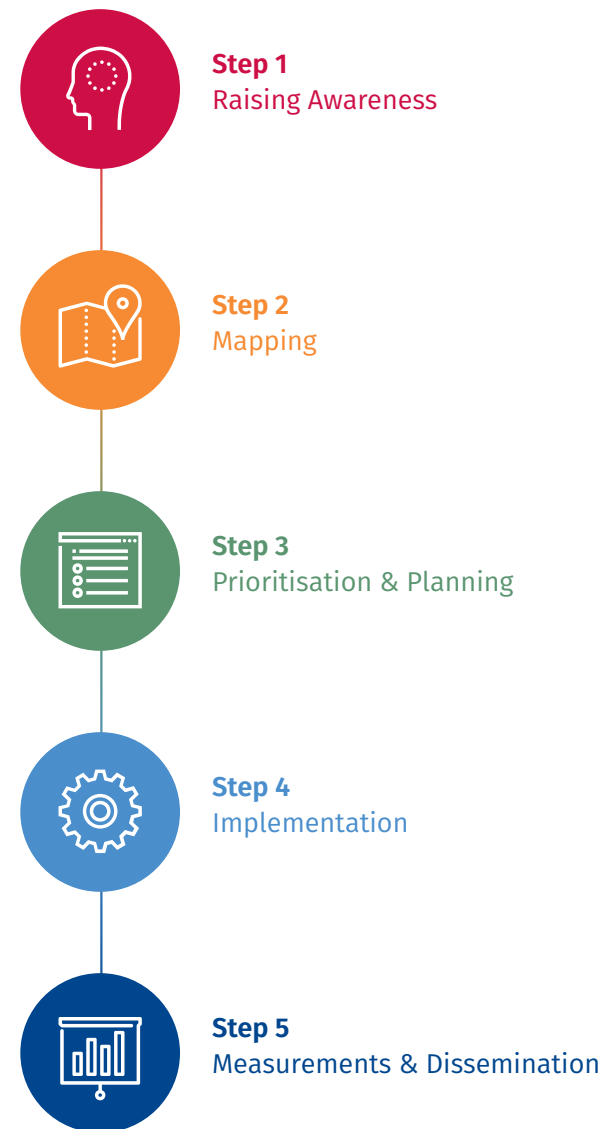 Step 1
Raising Awareness
Step 2
Mapping
Step 3
Prioritisation & Planning
Step 4
Implementation
Step 5
Measurements & Dissemination